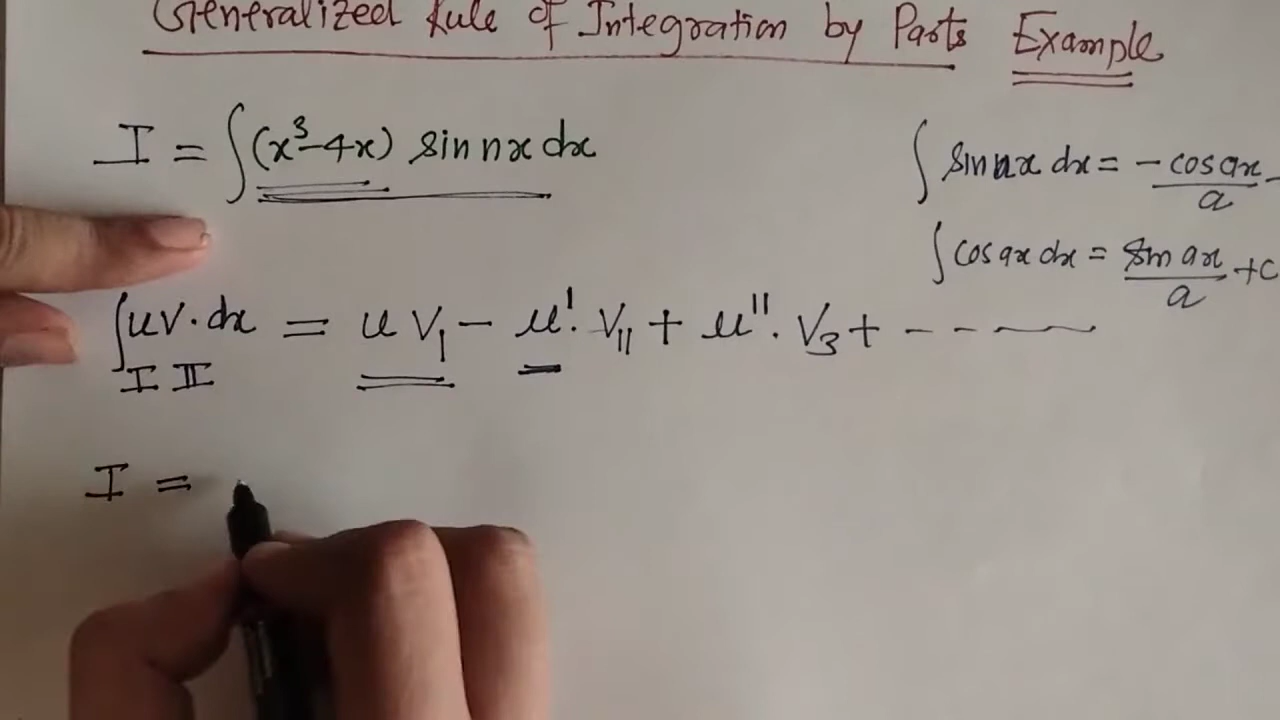 Generalized Rule of Integration by Parts Example
I = ∫(x³-4x) sin nx dx
∫ sin ax dx = -cos ax/a -
∫ cos ax dx = sin ax/a + C
∫uv.dx = u v₁ - u'. v₁₁ + u''. v₃ + - - —
I II
I =